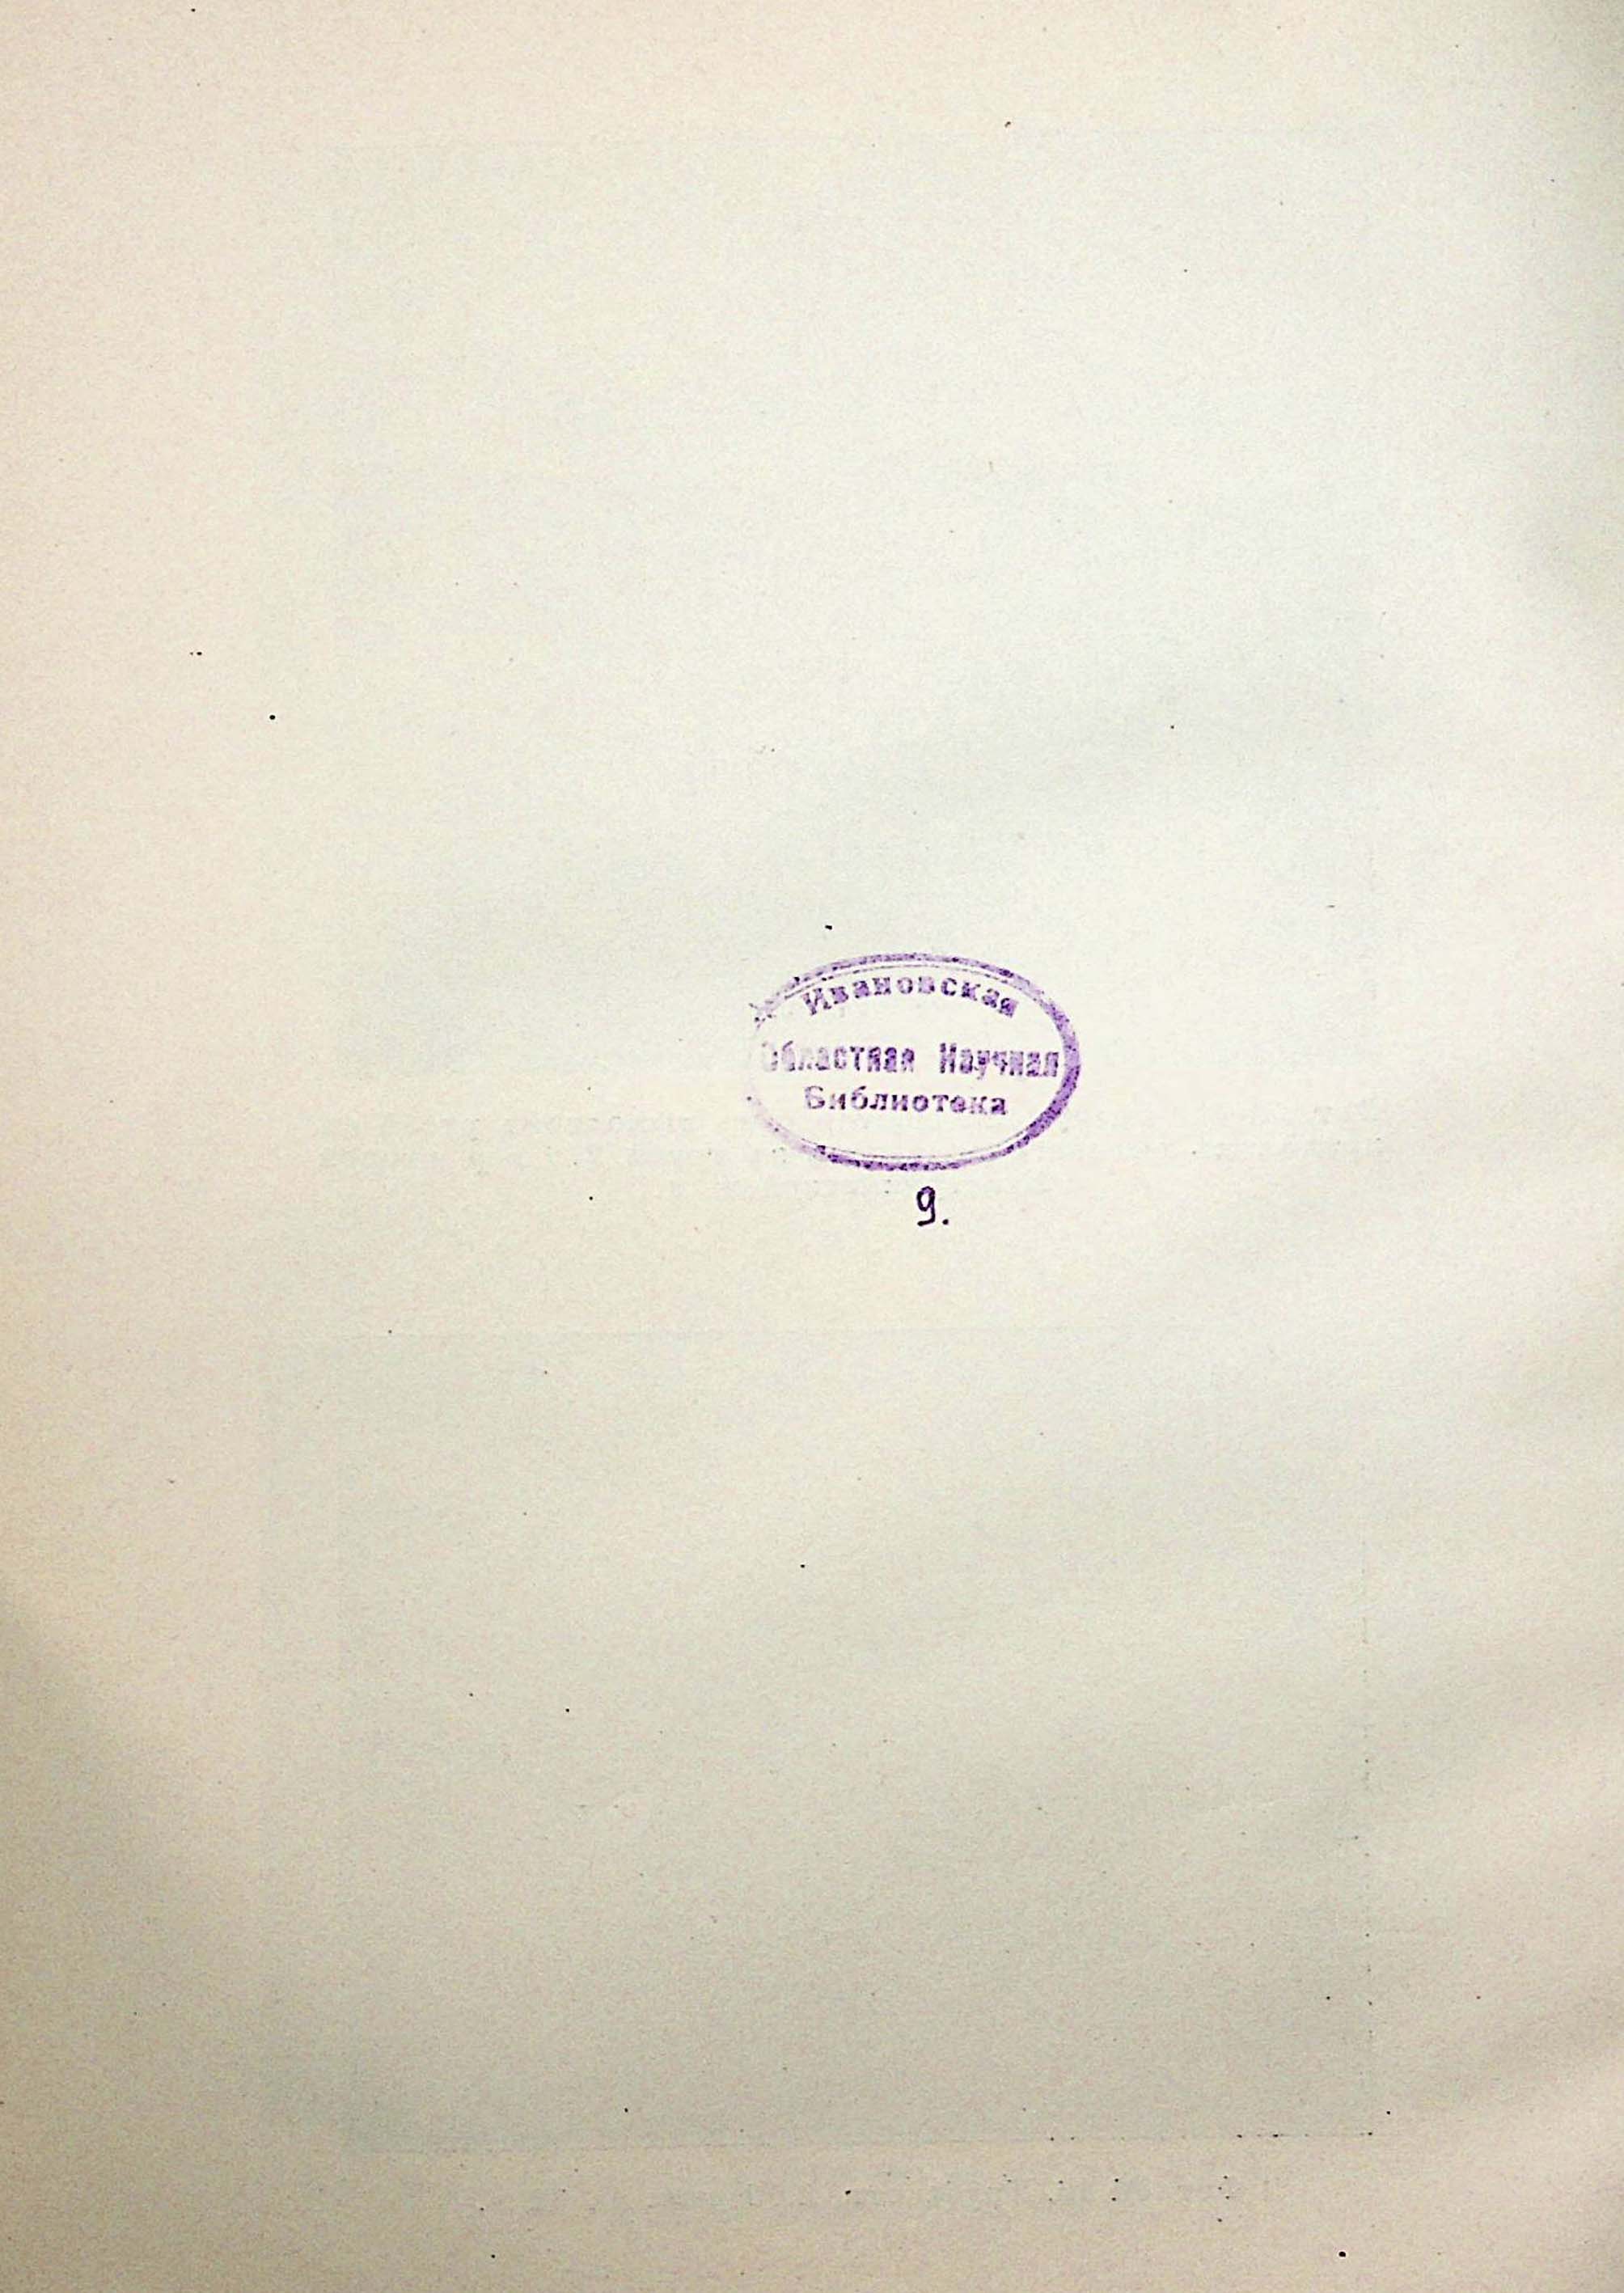 Ивановская
Областная Научная
Библиотека
9.